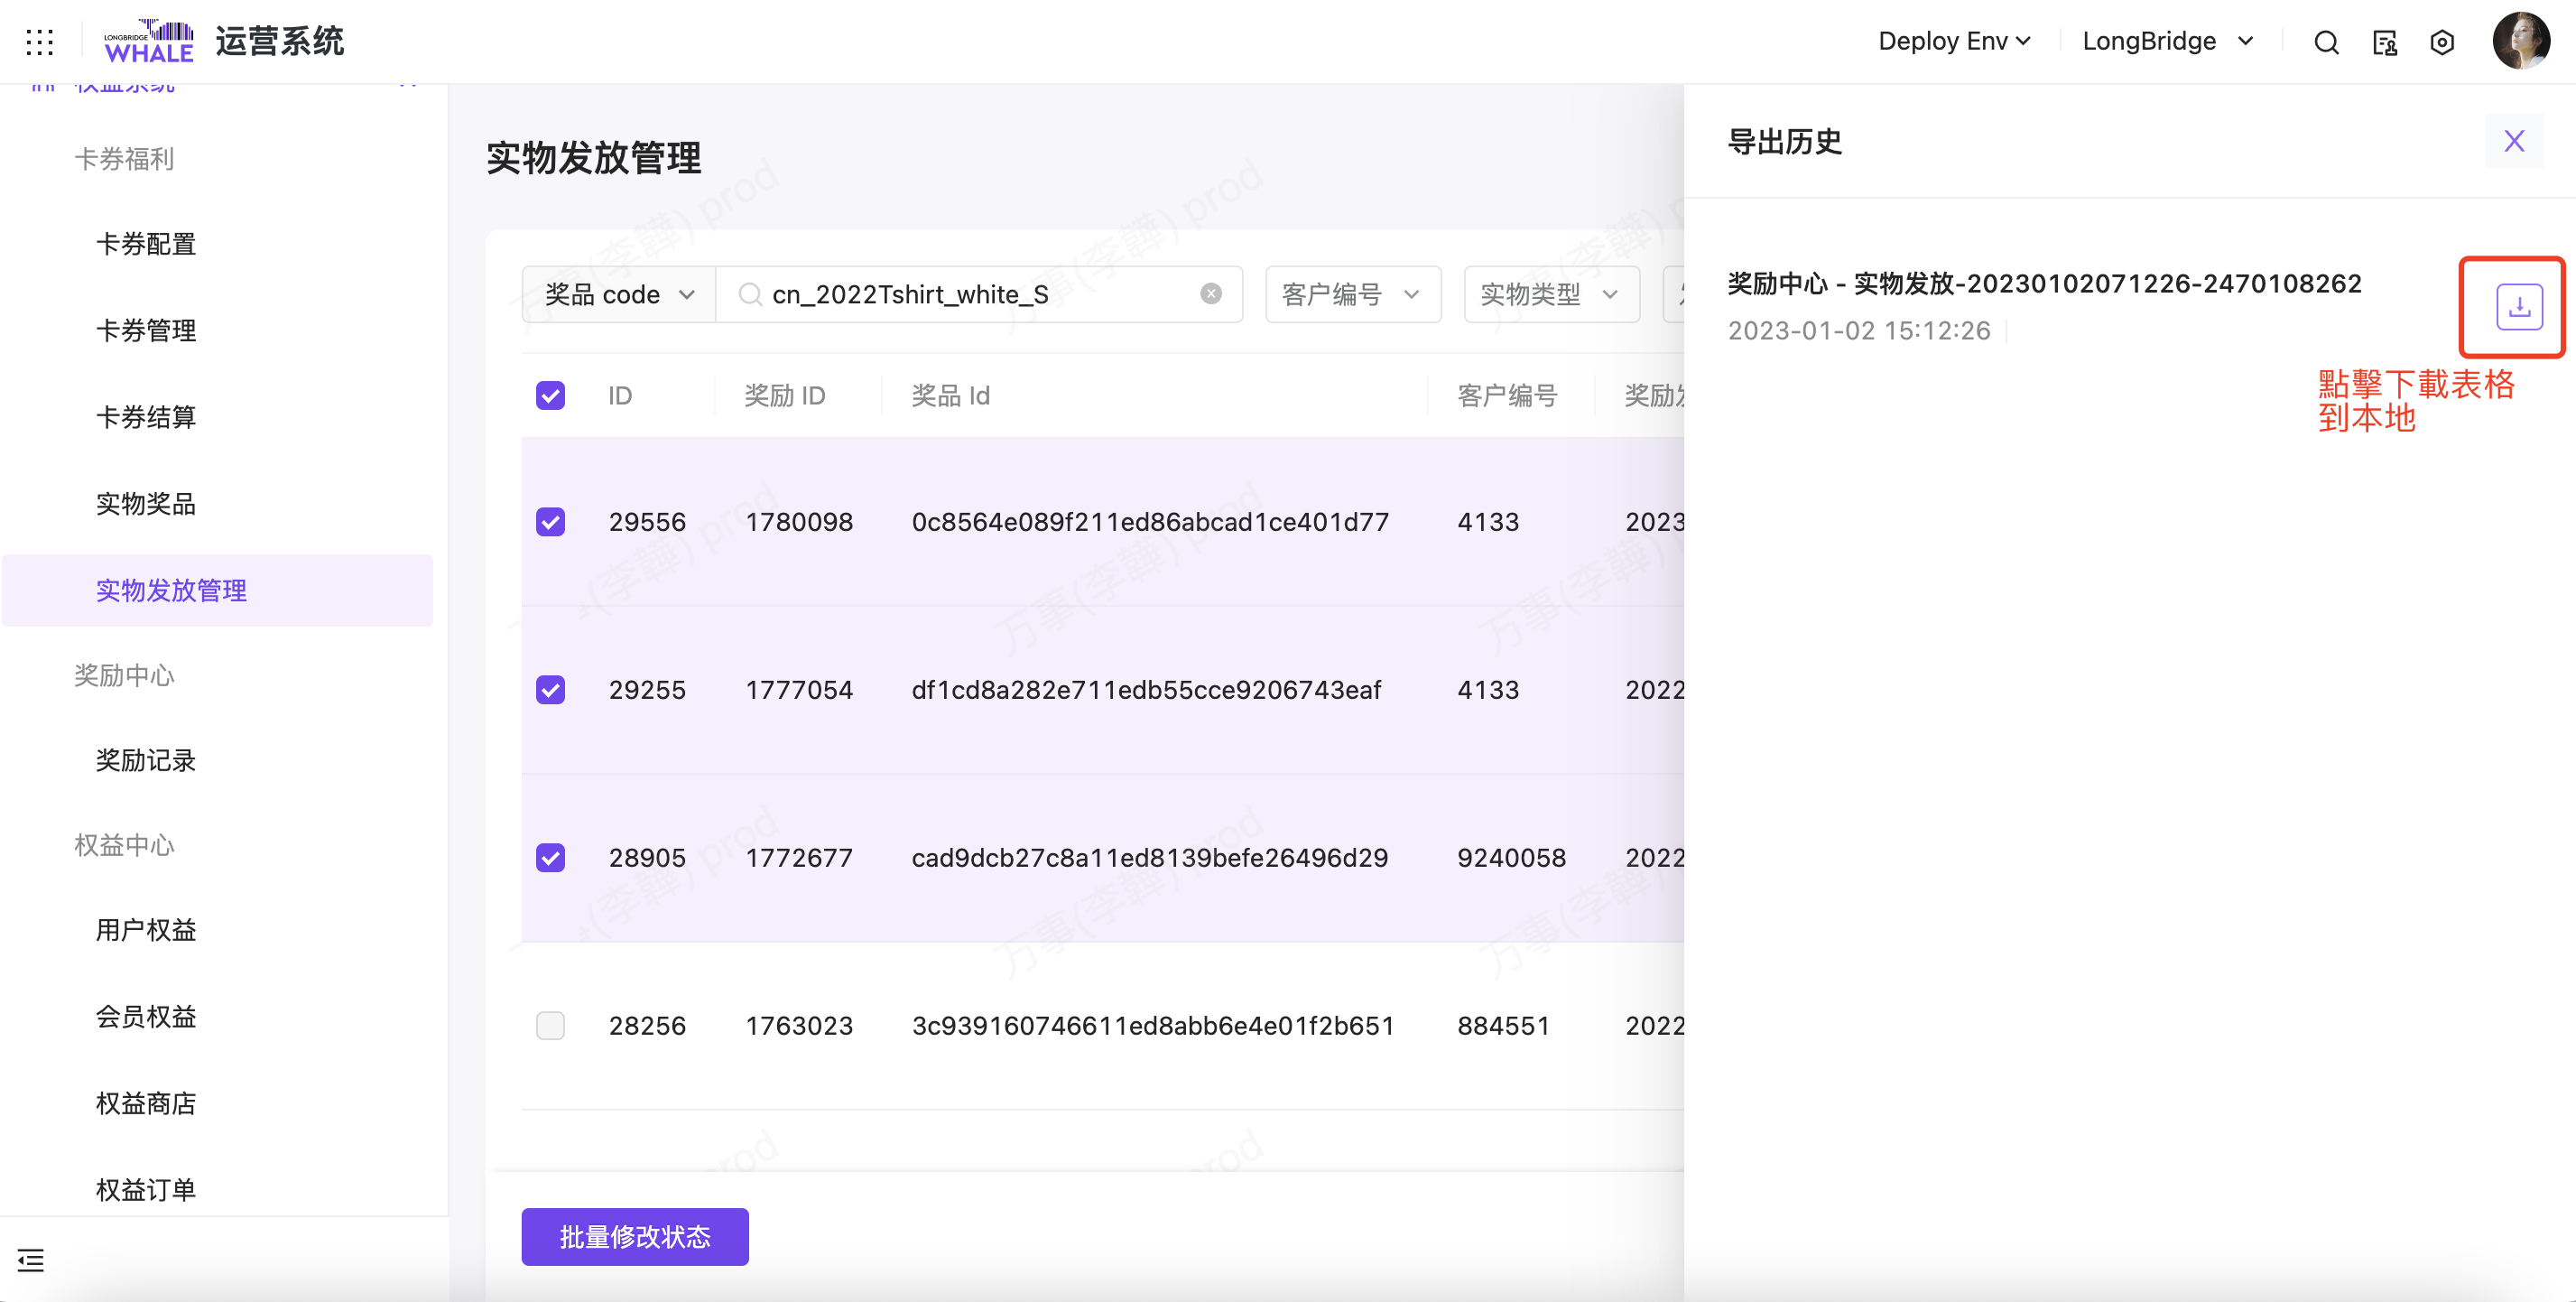 LONGBRIDGE
WHALE
运营系统
Deploy Env
LongBridge
权益系统
卡券福利
卡券配置
卡券管理
卡券结算
实物奖品
实物发放管理
奖励中心
奖励记录
权益中心
用户权益
会员权益
权益商店
权益订单
实物发放管理
奖品 code
cn_2022Tshirt_white_S
客户编号
实物类型
ID 奖励 ID 奖品 Id 客户编号 奖励
29556 1780098 0c8564e089f211ed86abcad1ce401d77 4133 2023
29255 1777054 df1cd8a282e711edb55cce9206743eaf 4133 2022
28905 1772677 cad9dcb27c8a11ed8139befe26496d29 9240058 2022
28256 1763023 3c939160746611ed8abb6e4e01f2b651 884551 2022
批量修改状态
导出历史
奖励中心 - 实物发放-20230102071226-2470108262
2023-01-02 15:12:26
點擊下載表格
到本地